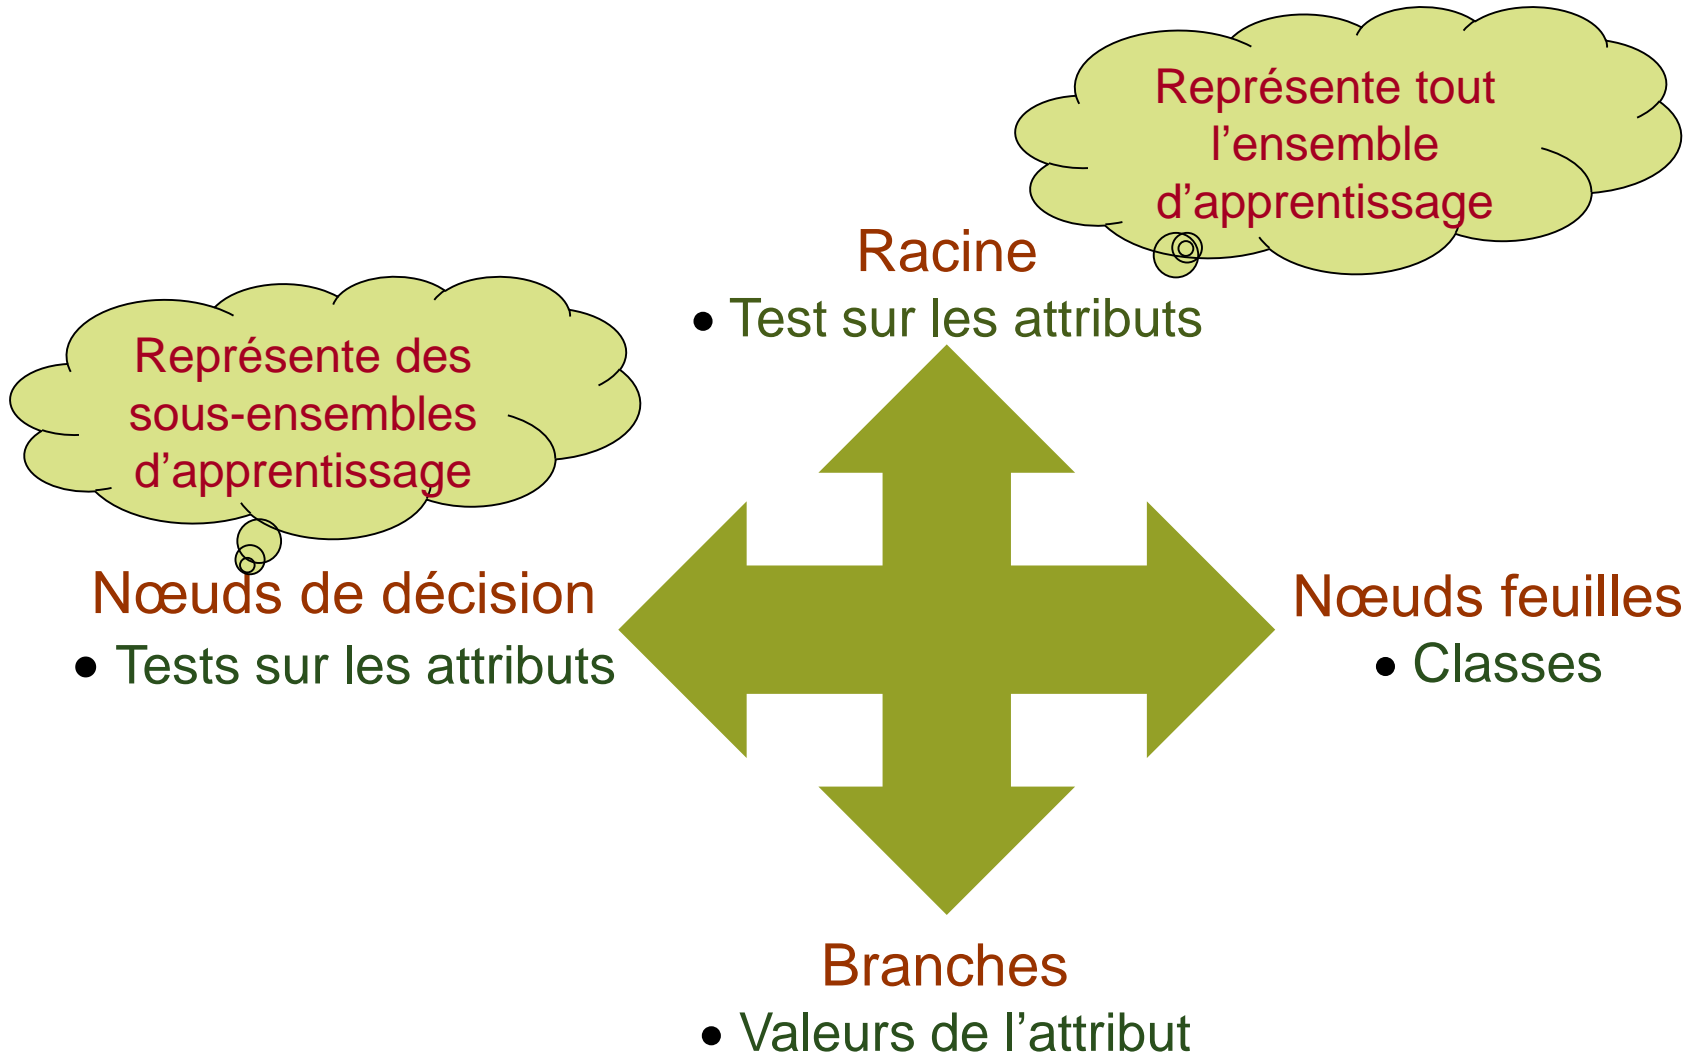 Représente tout
l’ensemble
d’apprentissage
Racine
• Test sur les attributs
Représente des
sous-ensembles
d’apprentissage
Nœuds de décision
• Tests sur les attributs
Nœuds feuilles
• Classes
Branches
• Valeurs de l’attribut